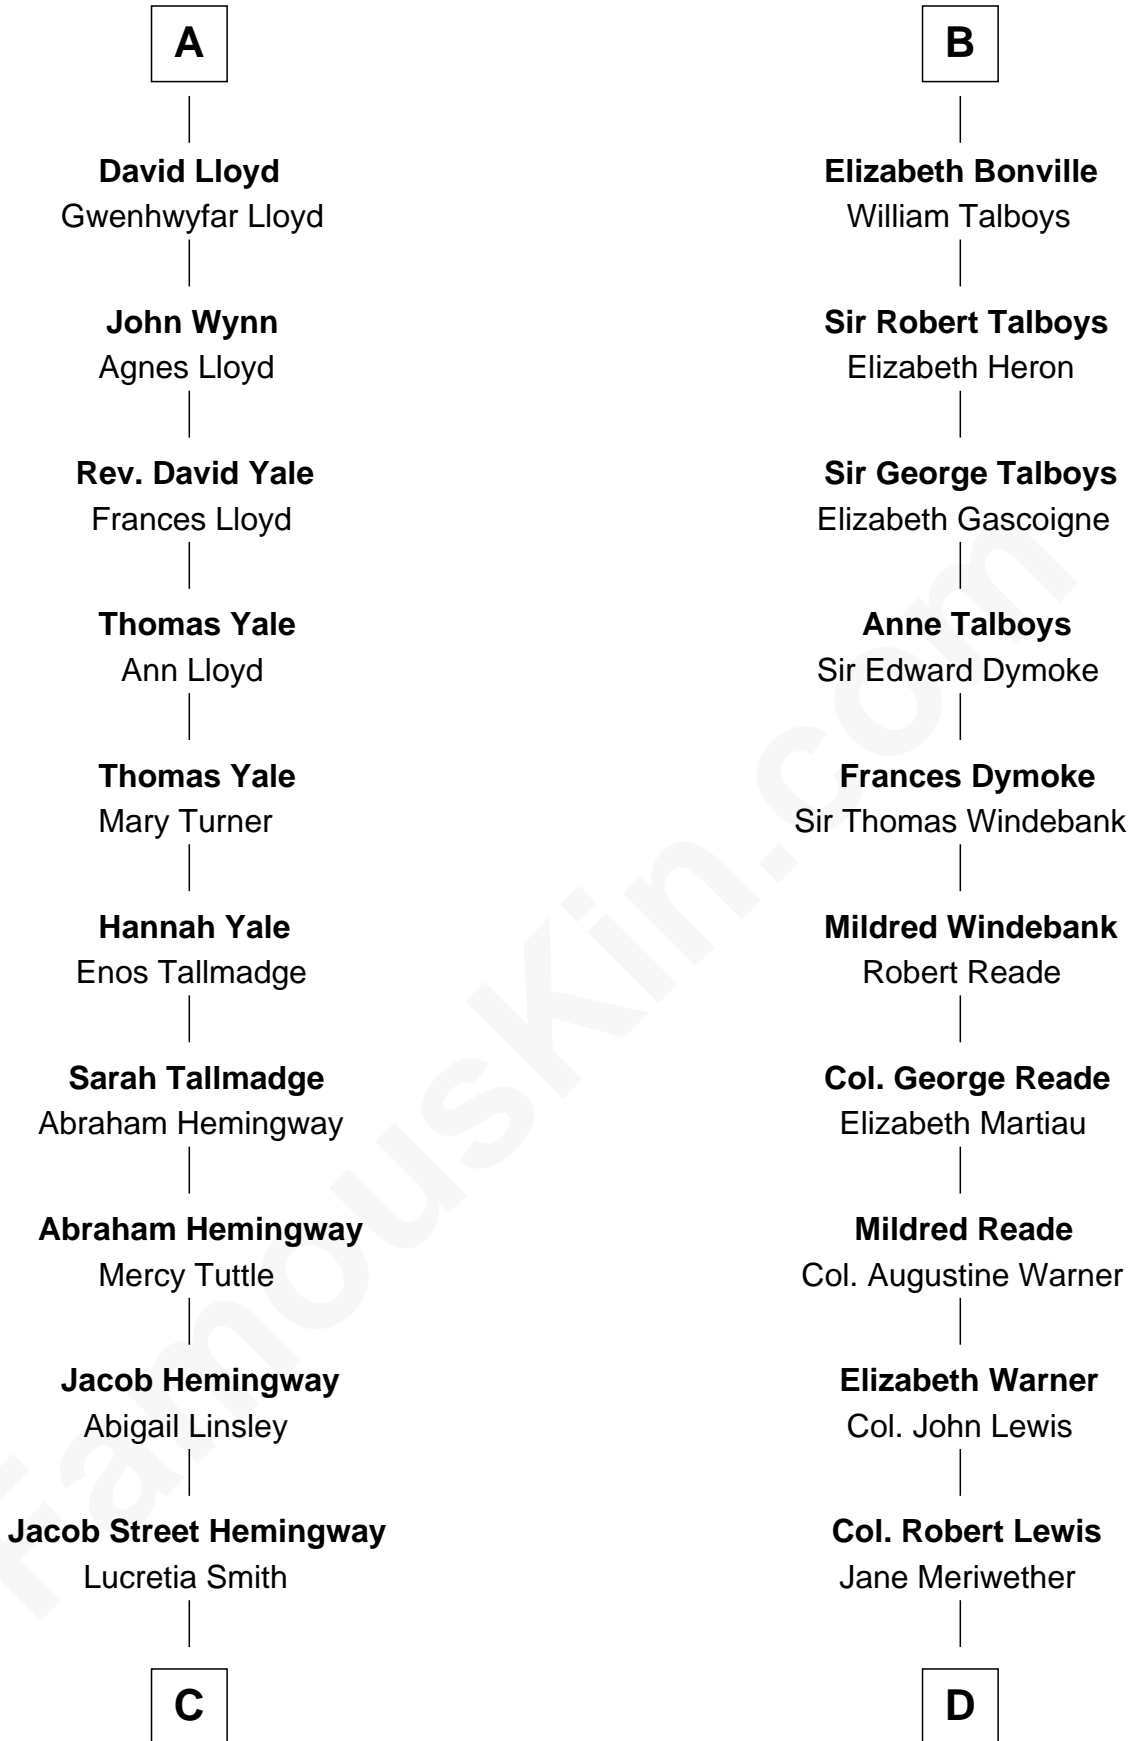 A
David Lloyd
Gwenhwyfar Lloyd
John Wynn
Agnes Lloyd
Rev. David Yale
Frances Lloyd
Thomas Yale
Ann Lloyd
Thomas Yale
Mary Turner
Hannah Yale
Enos Tallmadge
Sarah Tallmadge
Abraham Hemingway
Abraham Hemingway
Mercy Tuttle
Jacob Hemingway
Abigail Linsley
Jacob Street Hemingway
Lucretia Smith
C
B
Elizabeth Bonville
William Talboys
Sir Robert Talboys
Elizabeth Heron
Sir George Talboys
Elizabeth Gascoigne
Anne Talboys
Sir Edward Dymoke
Frances Dymoke
Sir Thomas Windebank
Mildred Windebank
Robert Reade
Col. George Reade
Elizabeth Martiau
Mildred Reade
Col. Augustine Warner
Elizabeth Warner
Col. John Lewis
Col. Robert Lewis
Jane Meriwether
D
FamousKin.com